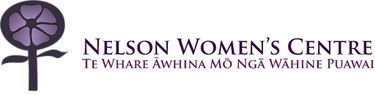 Nelson Women's Centre
Te Whare Āwhina Mō Ngā Wāhine Puawai